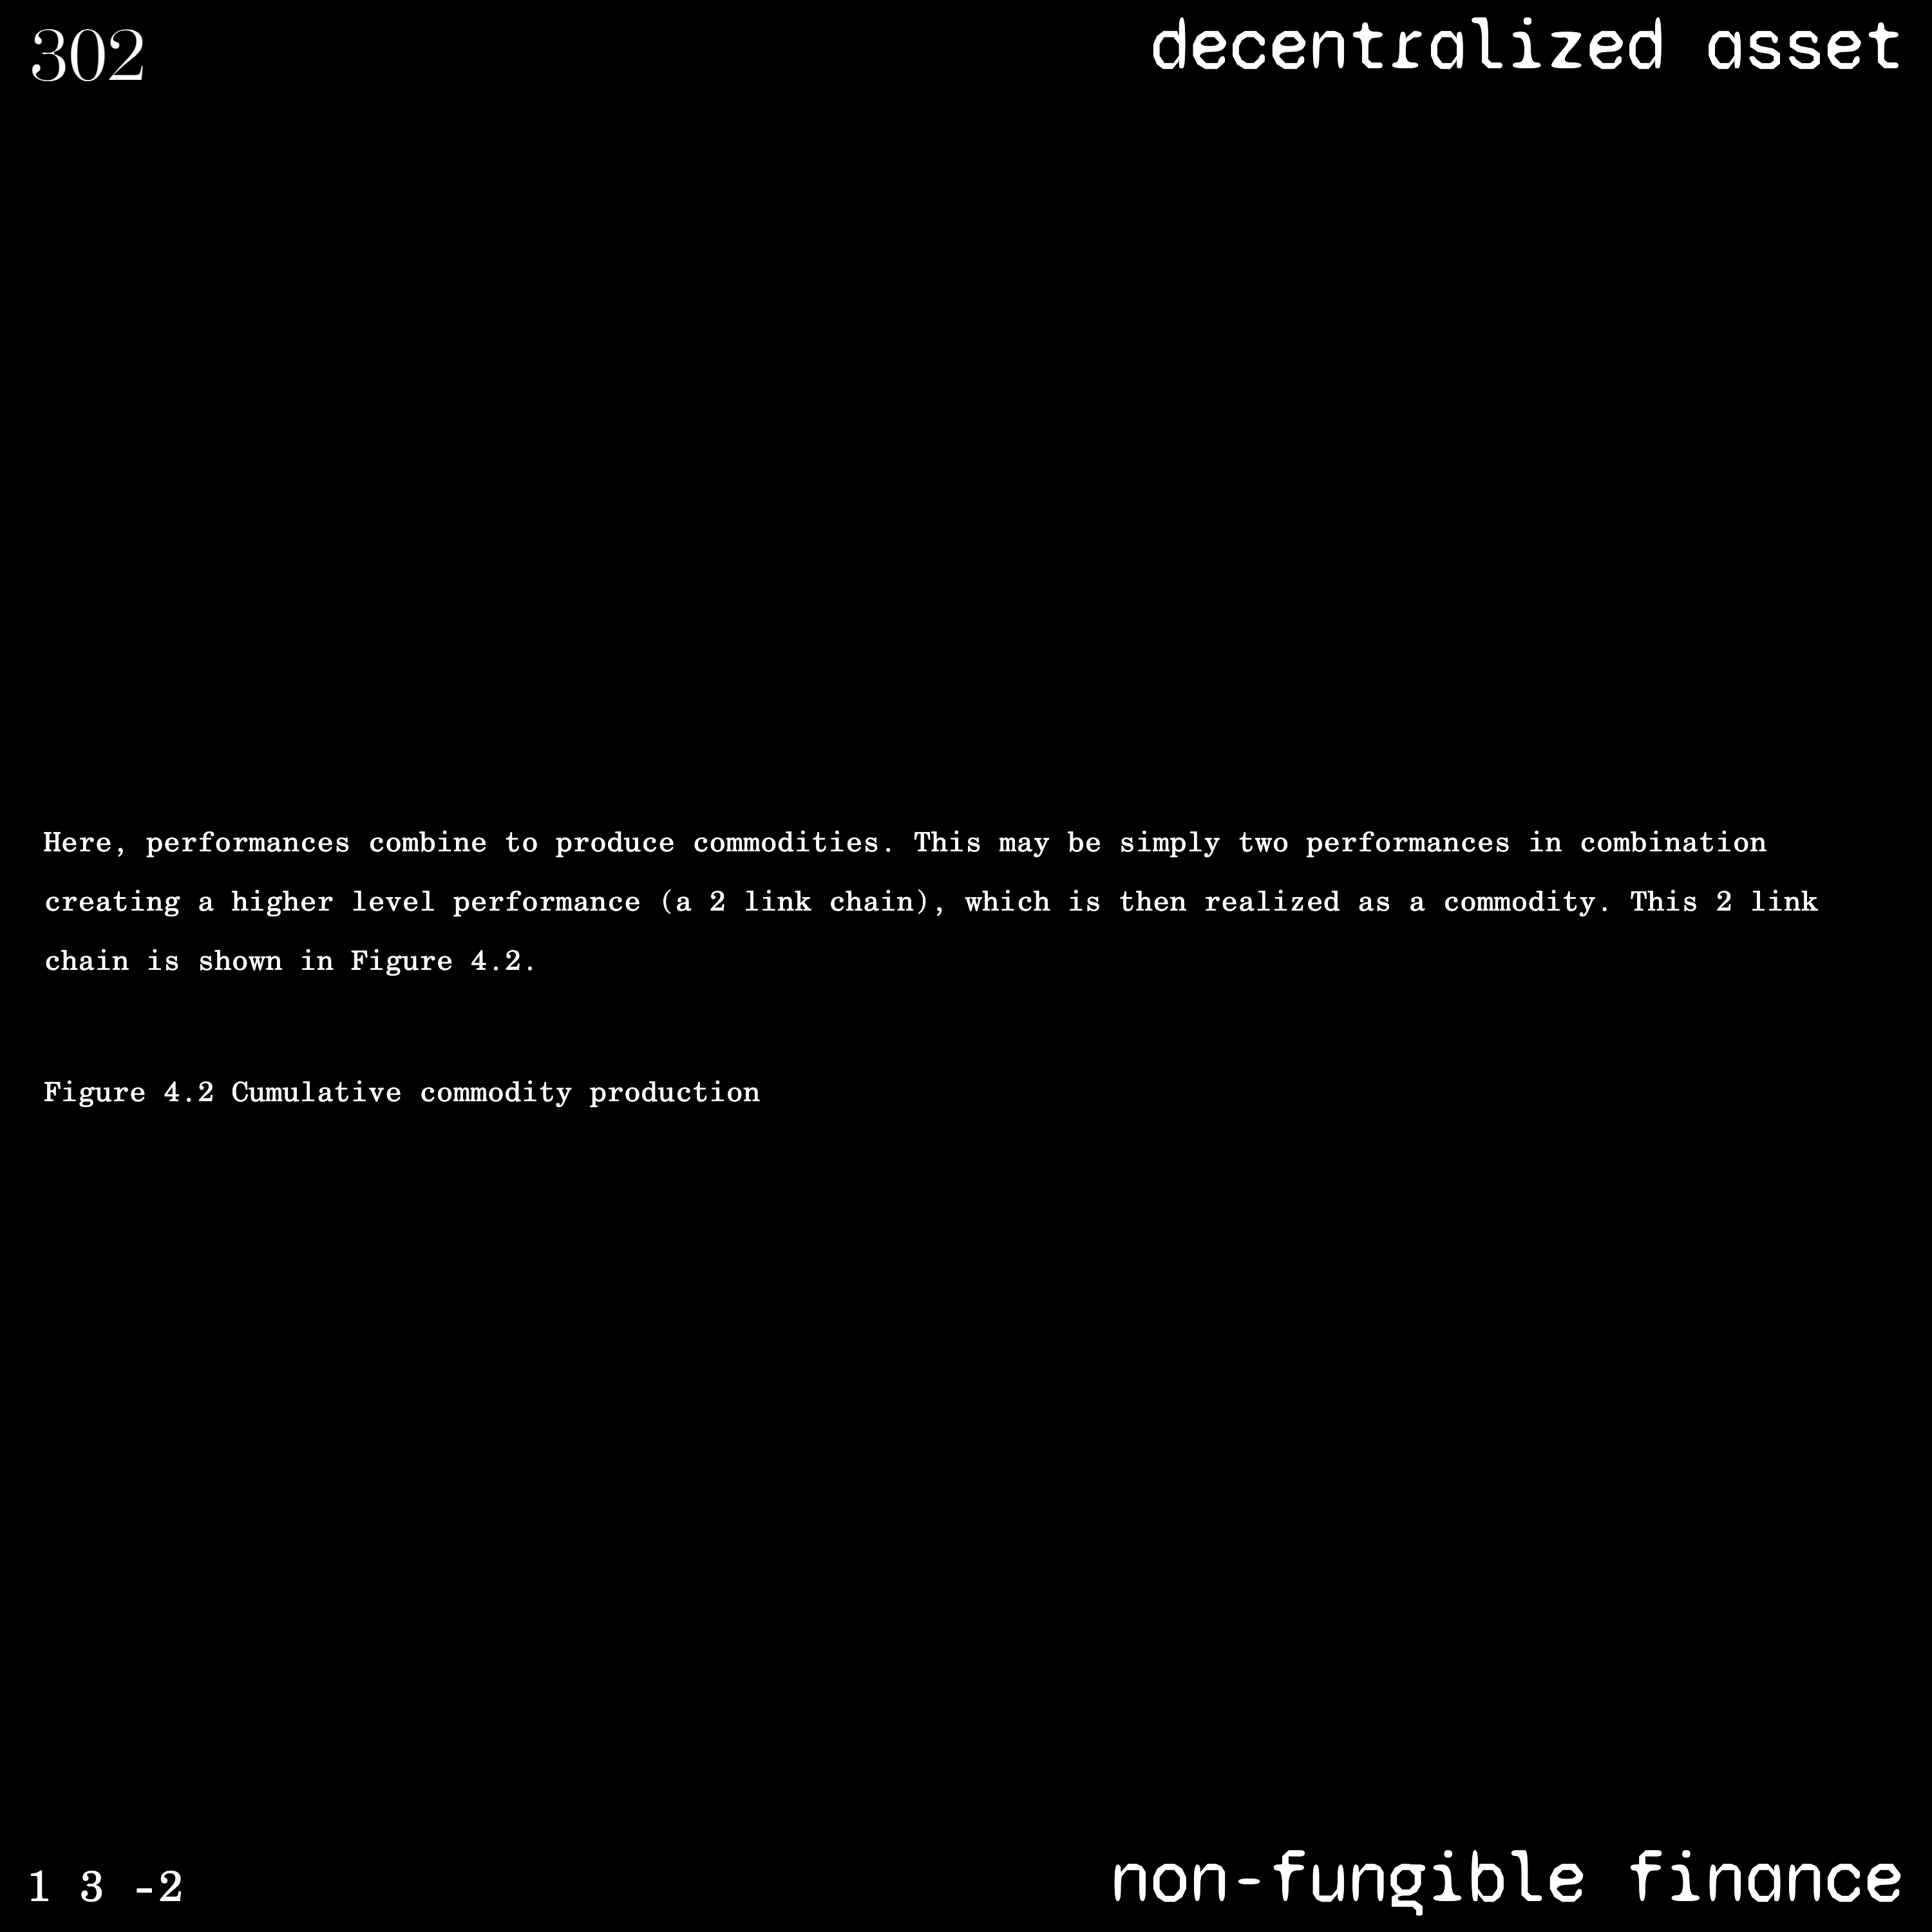 302
decentralized asset
Here, performances combine to produce commodities. This may be simply two performances in combination
creating a higher level performance (a 2 link chain), which is then realized as a commodity. This 2 link
chain is shown in Figure 4.2.
Figure 4.2 Cumulative commodity production
1 3 -2
non-fungible finance